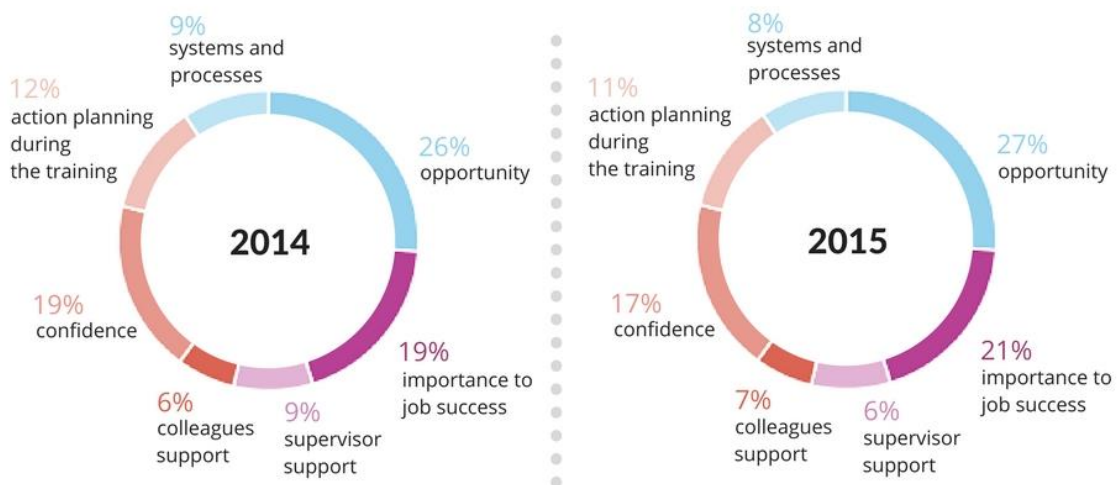 9%
systems and
processes
12%
action planning
during
the training
26%
opportunity
2014
19%
confidence
19%
importance to
job success
6%
colleagues
support
9%
supervisor
support
8%
systems and
processes
11%
action planning
during
the training
27%
opportunity
2015
17%
confidence
21%
importance to
job success
7%
colleagues
support
6%
supervisor
support